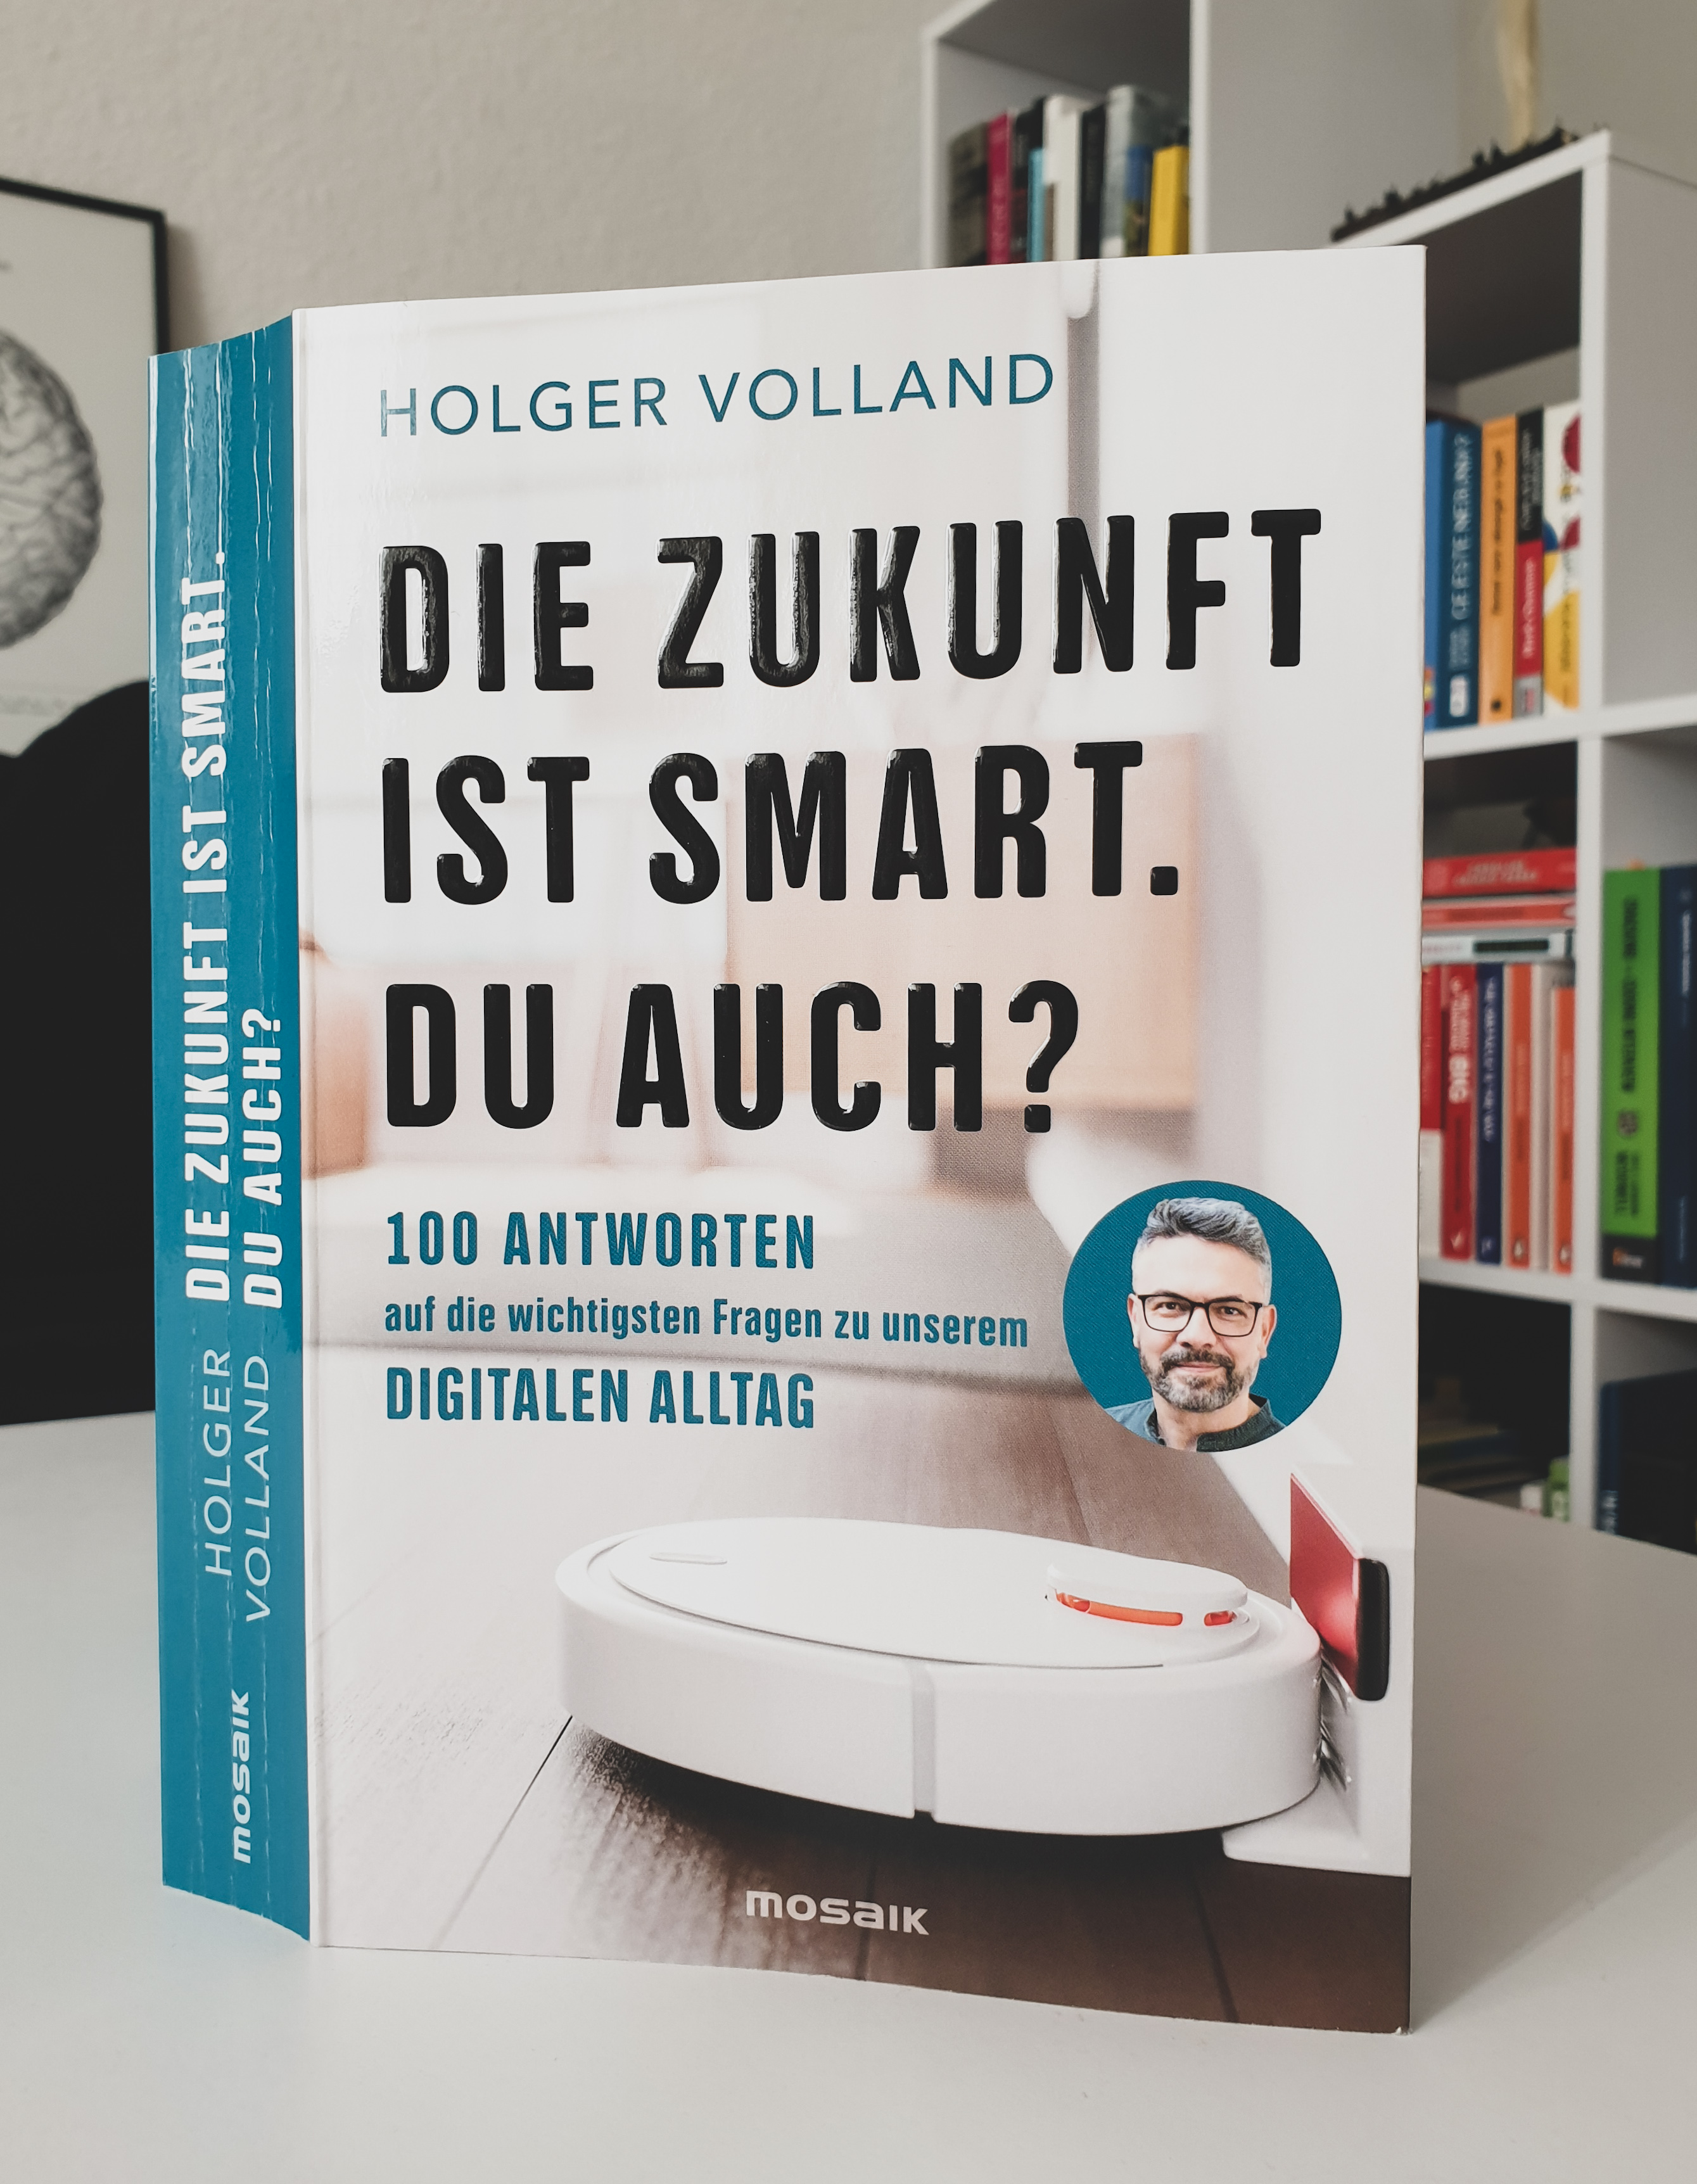 HOLGER VOLLAND
DIE ZUKUNFT
IST SMART.
DU AUCH?
100 ANTWORTEN
auf die wichtigsten Fragen zu unserem
DIGITALEN ALLTAG
mosaik
HOLGER
VOLLAND
DIE ZUKUNFT IST SMART.
DU AUCH?
mosaik